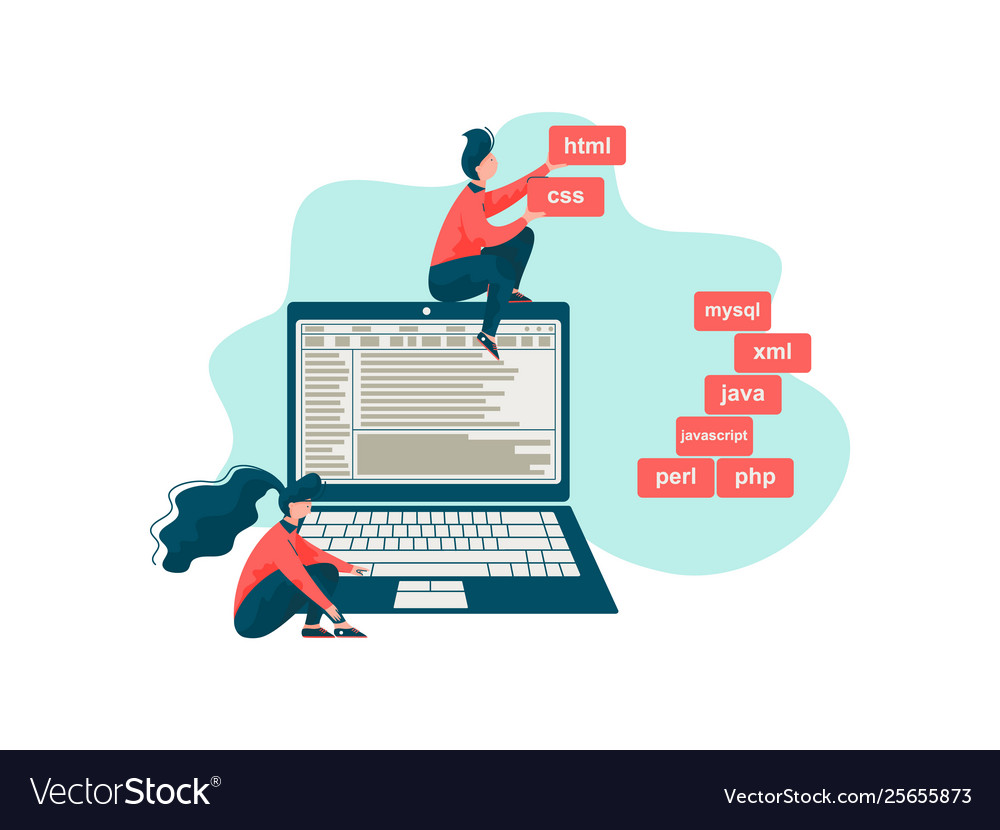 html
css
mysql
xml
java
javascript
perl php
VectorStock®
VectorStock.com/25655873